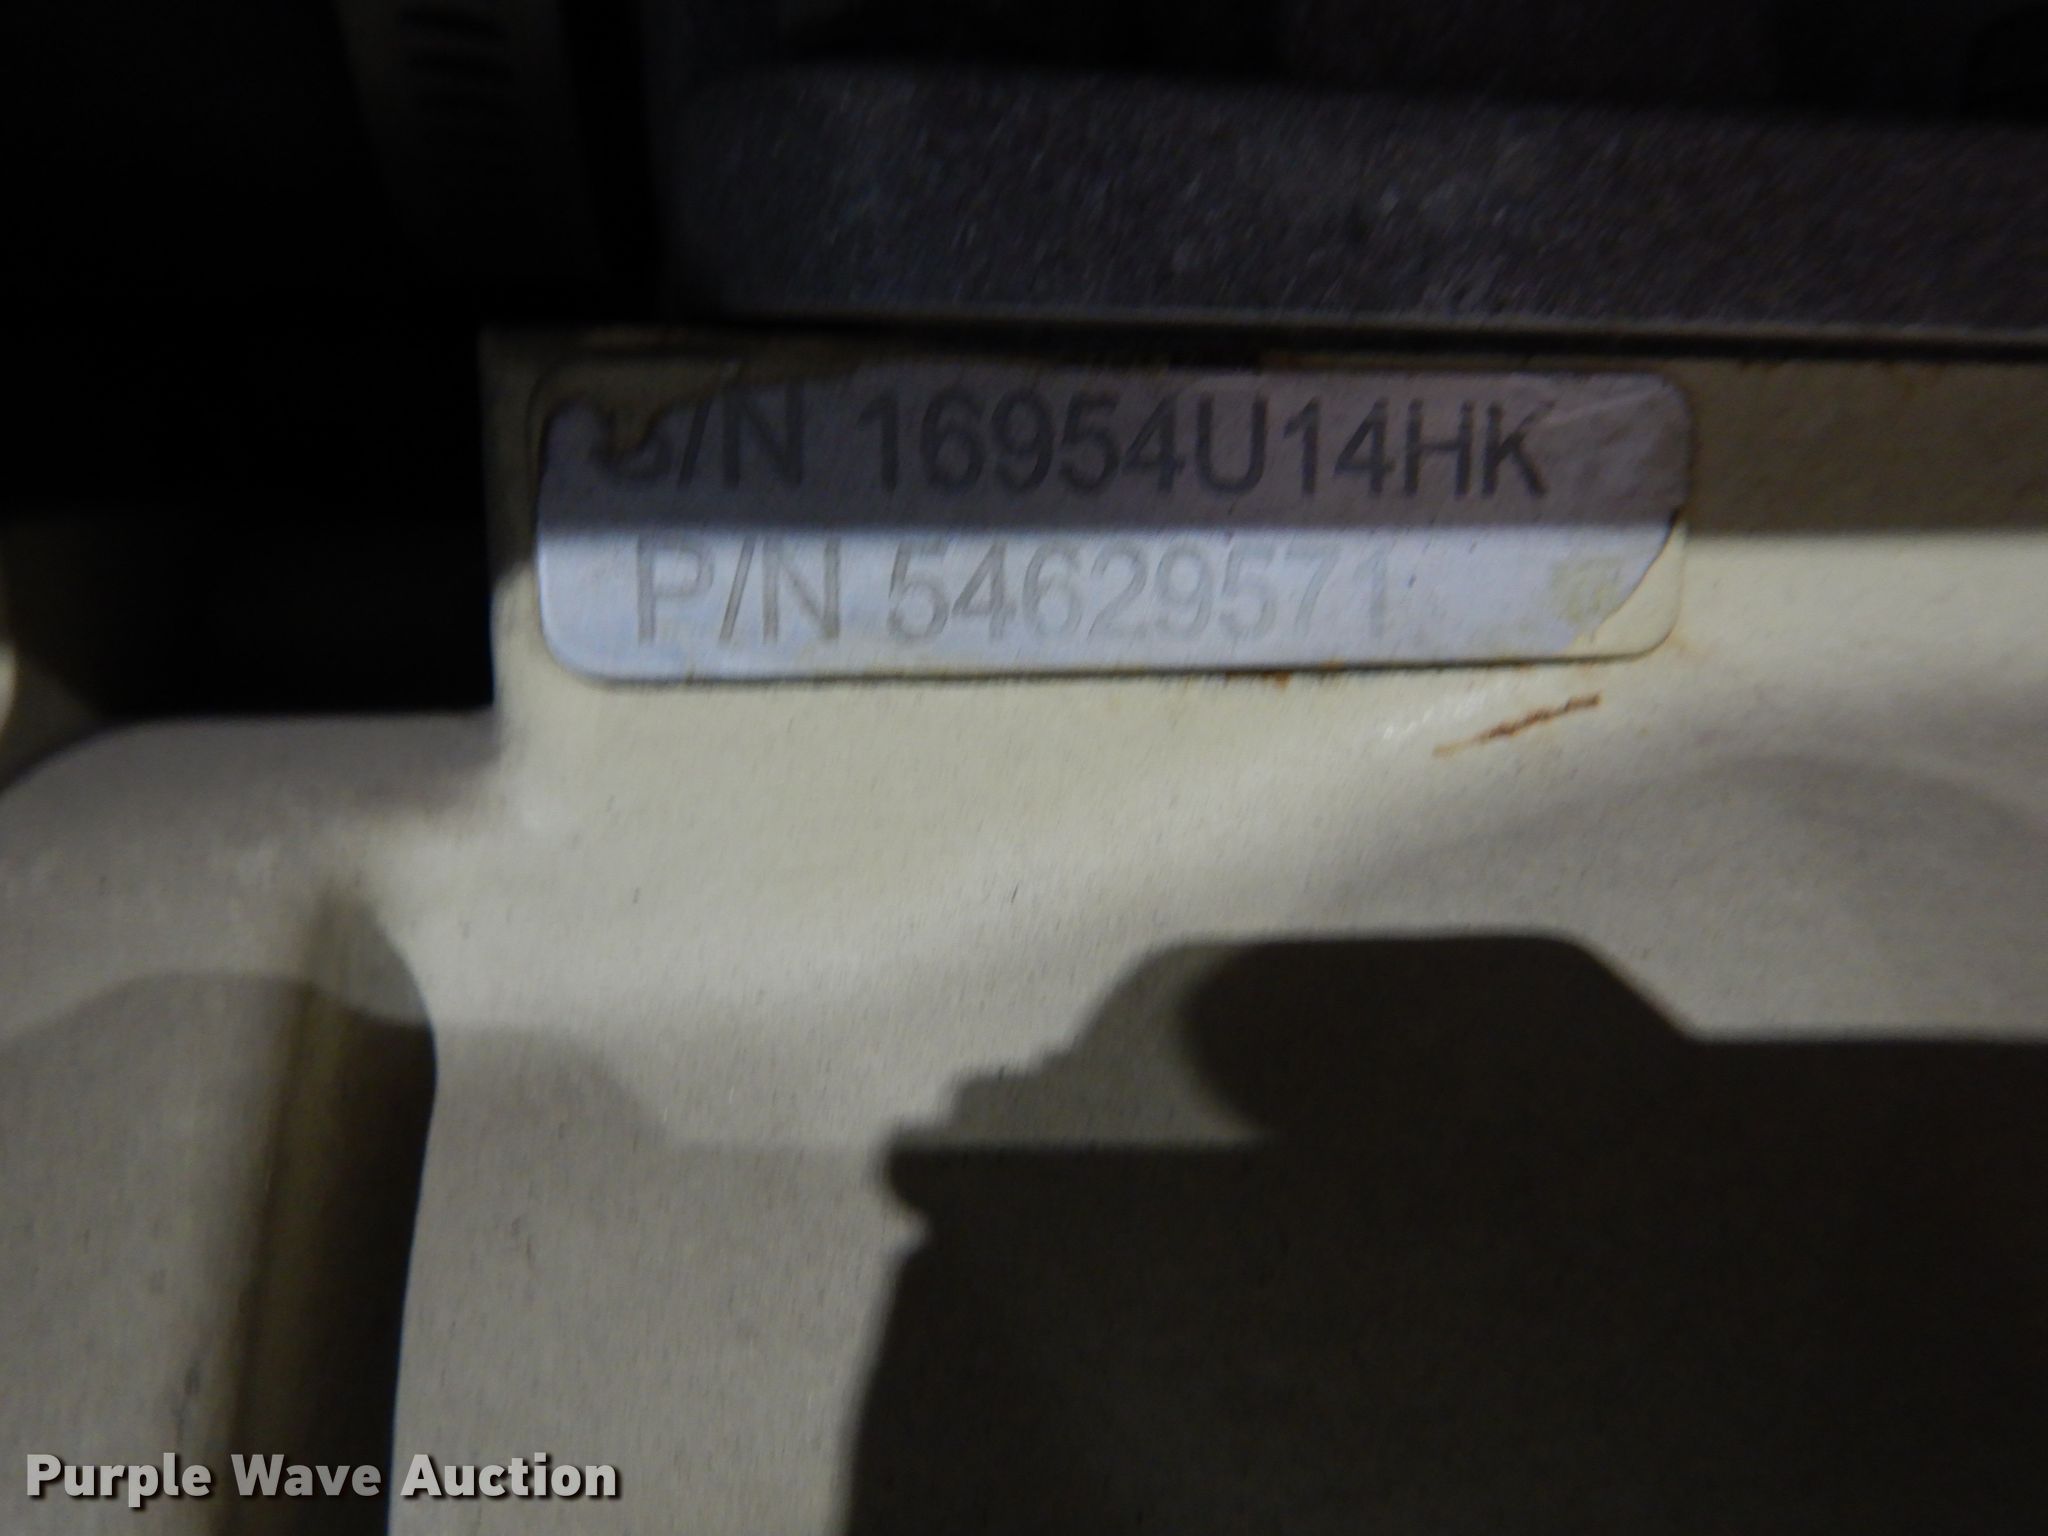 S/N 16954U14HK
P/N 54629571
Purple Wave Auction